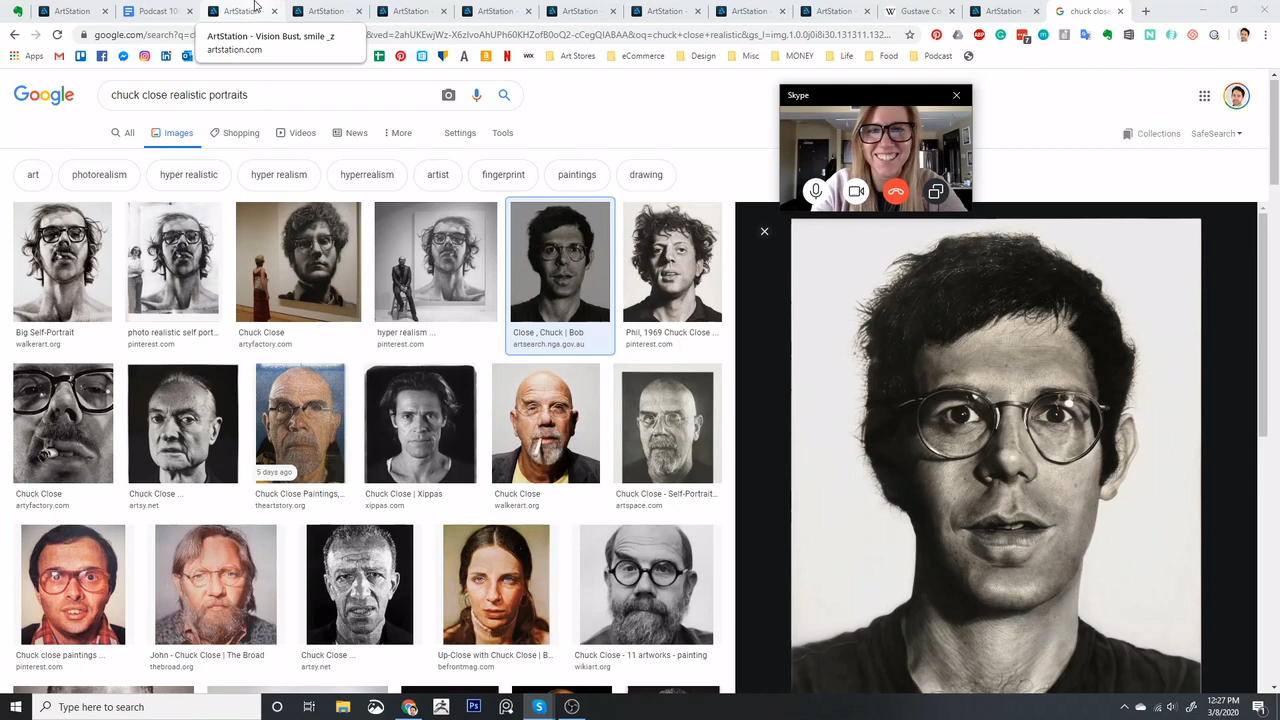 ArtStation -
Podcast 10
ArtStation
ArtStation -
ArtStation -
ArtStation -
ArtStation -
ArtStation -
ArtStation -
Gustave Co
ArtStation -
chuck close
ArtStation - Vision Bust, smile _z
artstation.com
google.com/search?q=c
Apps
Art Stores
eCommerce
Design
Misc
MONEY
Life
Food
Podcast
Google
chuck close realistic portraits
All
Images
Shopping
Videos
News
More
Settings
Tools
Collections
SafeSearch
Skype
art
photorealism
hyper realistic
hyper realism
hyperrealism
artist
fingerprint
paintings
drawing
Big Self-Portrait
walkerart.org
photo realistic self port...
pinterest.com
Chuck Close
artyfactory.com
hyper realism ...
pinterest.com
Close , Chuck | Bob
artsearch.nga.gov.au
Phil, 1969 Chuck Close ...
pinterest.com
5 days ago
Chuck Close
artyfactory.com
Chuck Close ...
artsy.net
Chuck Close Paintings,...
theartstory.org
Chuck Close | Xippas
xippas.com
Chuck Close
walkerart.org
Chuck Close - Self-Portrait...
artspace.com
Chuck close paintings ...
pinterest.com
John - Chuck Close | The Broad
thebroad.org
Chuck Close ...
artsy.net
Up-Close with Chuck Close | B...
befrontmag.com
Chuck Close - 11 artworks - painting
wikiart.org
Type here to search
12:27 PM
3/8/2020